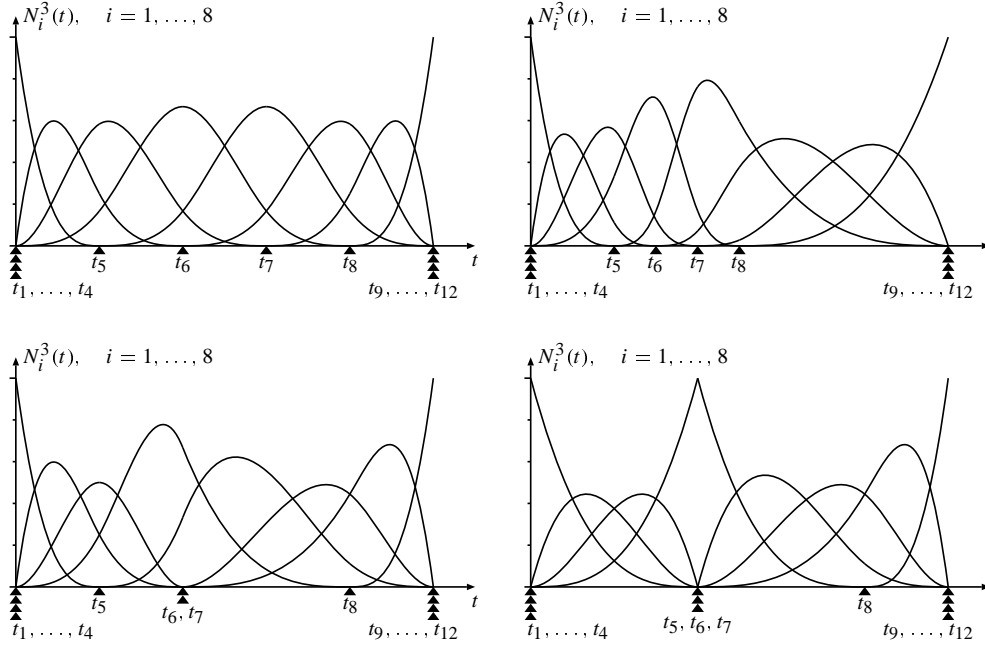 N_i^3(t), i = 1, . . . , 8
t_5 t_6 t_7 t_8 t
t_1, . . . , t_4 t_9, . . . , t_12
N_i^3(t), i = 1, . . . , 8
t_5 t_6 t_7 t_8
t_1, . . . , t_4 t_9, . . . , t_12
N_i^3(t), i = 1, . . . , 8
t_5 t_6, t_7 t_8 t
t_1, . . . , t_4 t_9, . . . , t_12
N_i^3(t), i = 1, . . . , 8
t_5, t_6, t_7 t_8
t_1, . . . , t_4 t_9, . . . , t_12